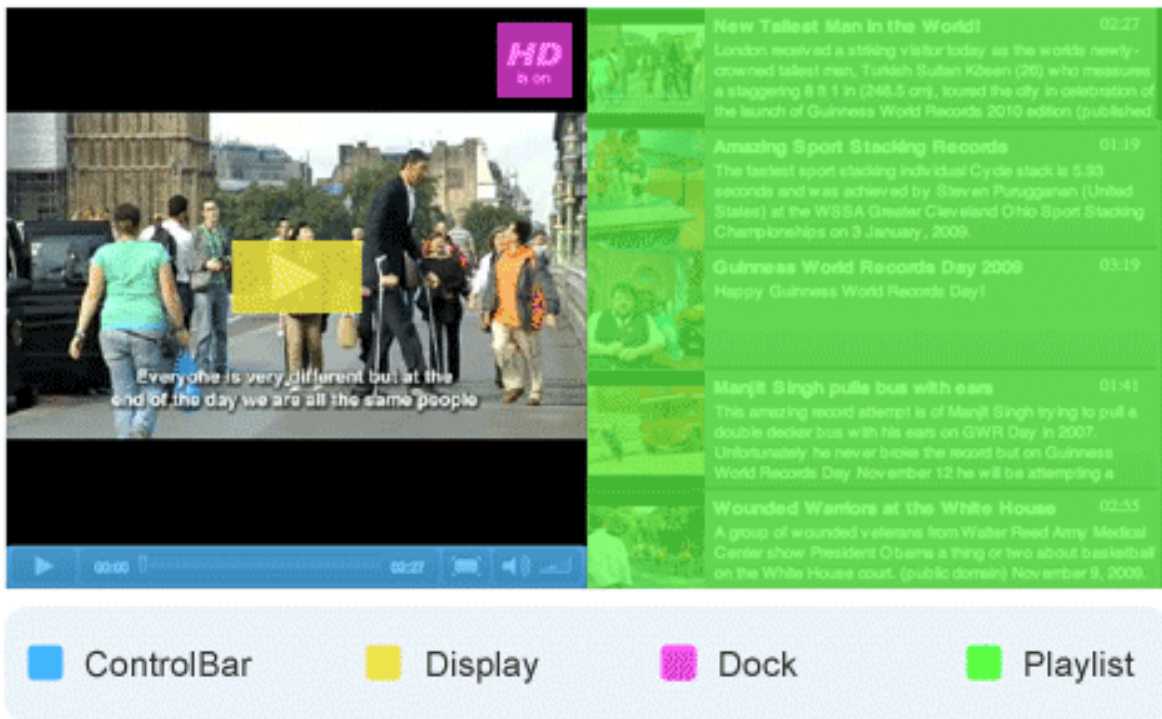 HD
is on
Everyone is very different but at the
end of the day we are all the same people
00:00
02:27
New Tallest Man in the World!
02:27
London received a striking visitor today as the worlds newly-
crowned tallest man, Turkish Sultan Kösen (26) who measures
a staggering 8 ft 1 in (246.5 cm), toured the city in celebration of
the launch of Guinness World Records 2010 edition (published
Amazing Sport Stacking Records
01:19
The fastest sport stacking individual Cycle stack is 5.93
seconds and was achieved by Steven Purugganan (United
States) at the WSSA Greater Cleveland Ohio Sport Stacking
Championships on 3 January, 2009.
Guinness World Records Day 2009
03:19
Happy Guinness World Records Day!
Manjit Singh pulls bus with ears
01:41
This amazing record attempt is of Manjit Singh trying to pull a
double decker bus with his ears on GWR Day in 2007.
Unfortunately he never broke the record but on Guinness
World Records Day November 12 he will be attempting a
Wounded Warriors at the White House
02:55
A group of wounded veterans from Walter Reed Army Medical
Center show President Obama a thing or two about basketball
on the White House court. (public domain) November 9, 2009.
ControlBar
Display
Dock
Playlist